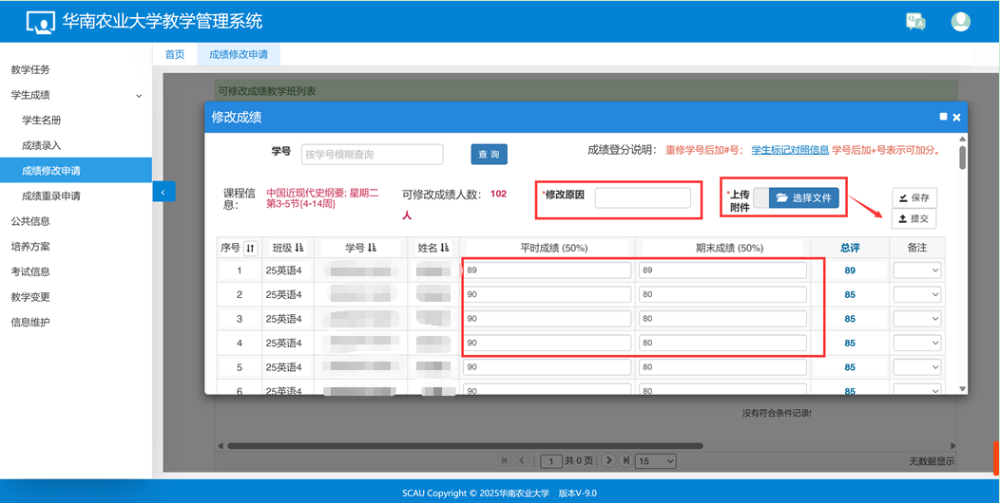 华南农业大学教学管理系统
首页 成绩修改申请
教学任务
学生成绩
学生名册
成绩录入
成绩修改申请
成绩重录申请
公共信息
培养方案
考试信息
教学变更
信息维护
可修改成绩教学班列表
修改成绩
学号 按学号模糊查询 查 询 成绩登分说明： 重修学号后加#号； 学生标记对照信息 学号后加+号表示可加分。
课程信息： 中国近现代史纲要; 星期二第3-5节{4-14周} 可修改成绩人数： 102人 *修改原因 *上传附件 选择文件 保存
提交
序号 班级 学号 姓名 平时成绩 (50%) 期末成绩 (50%) 总评 备注
1 25英语4 89 89 89
2 25英语4 90 80 85
3 25英语4 90 80 85
4 25英语4 90 80 85
5 25英语4 90 80 85
6 25英语4 90 80 85
没有符合条件记录!
1 共 0 页 15 无数据显示
SCAU Copyright © 2025华南农业大学 版本V-9.0